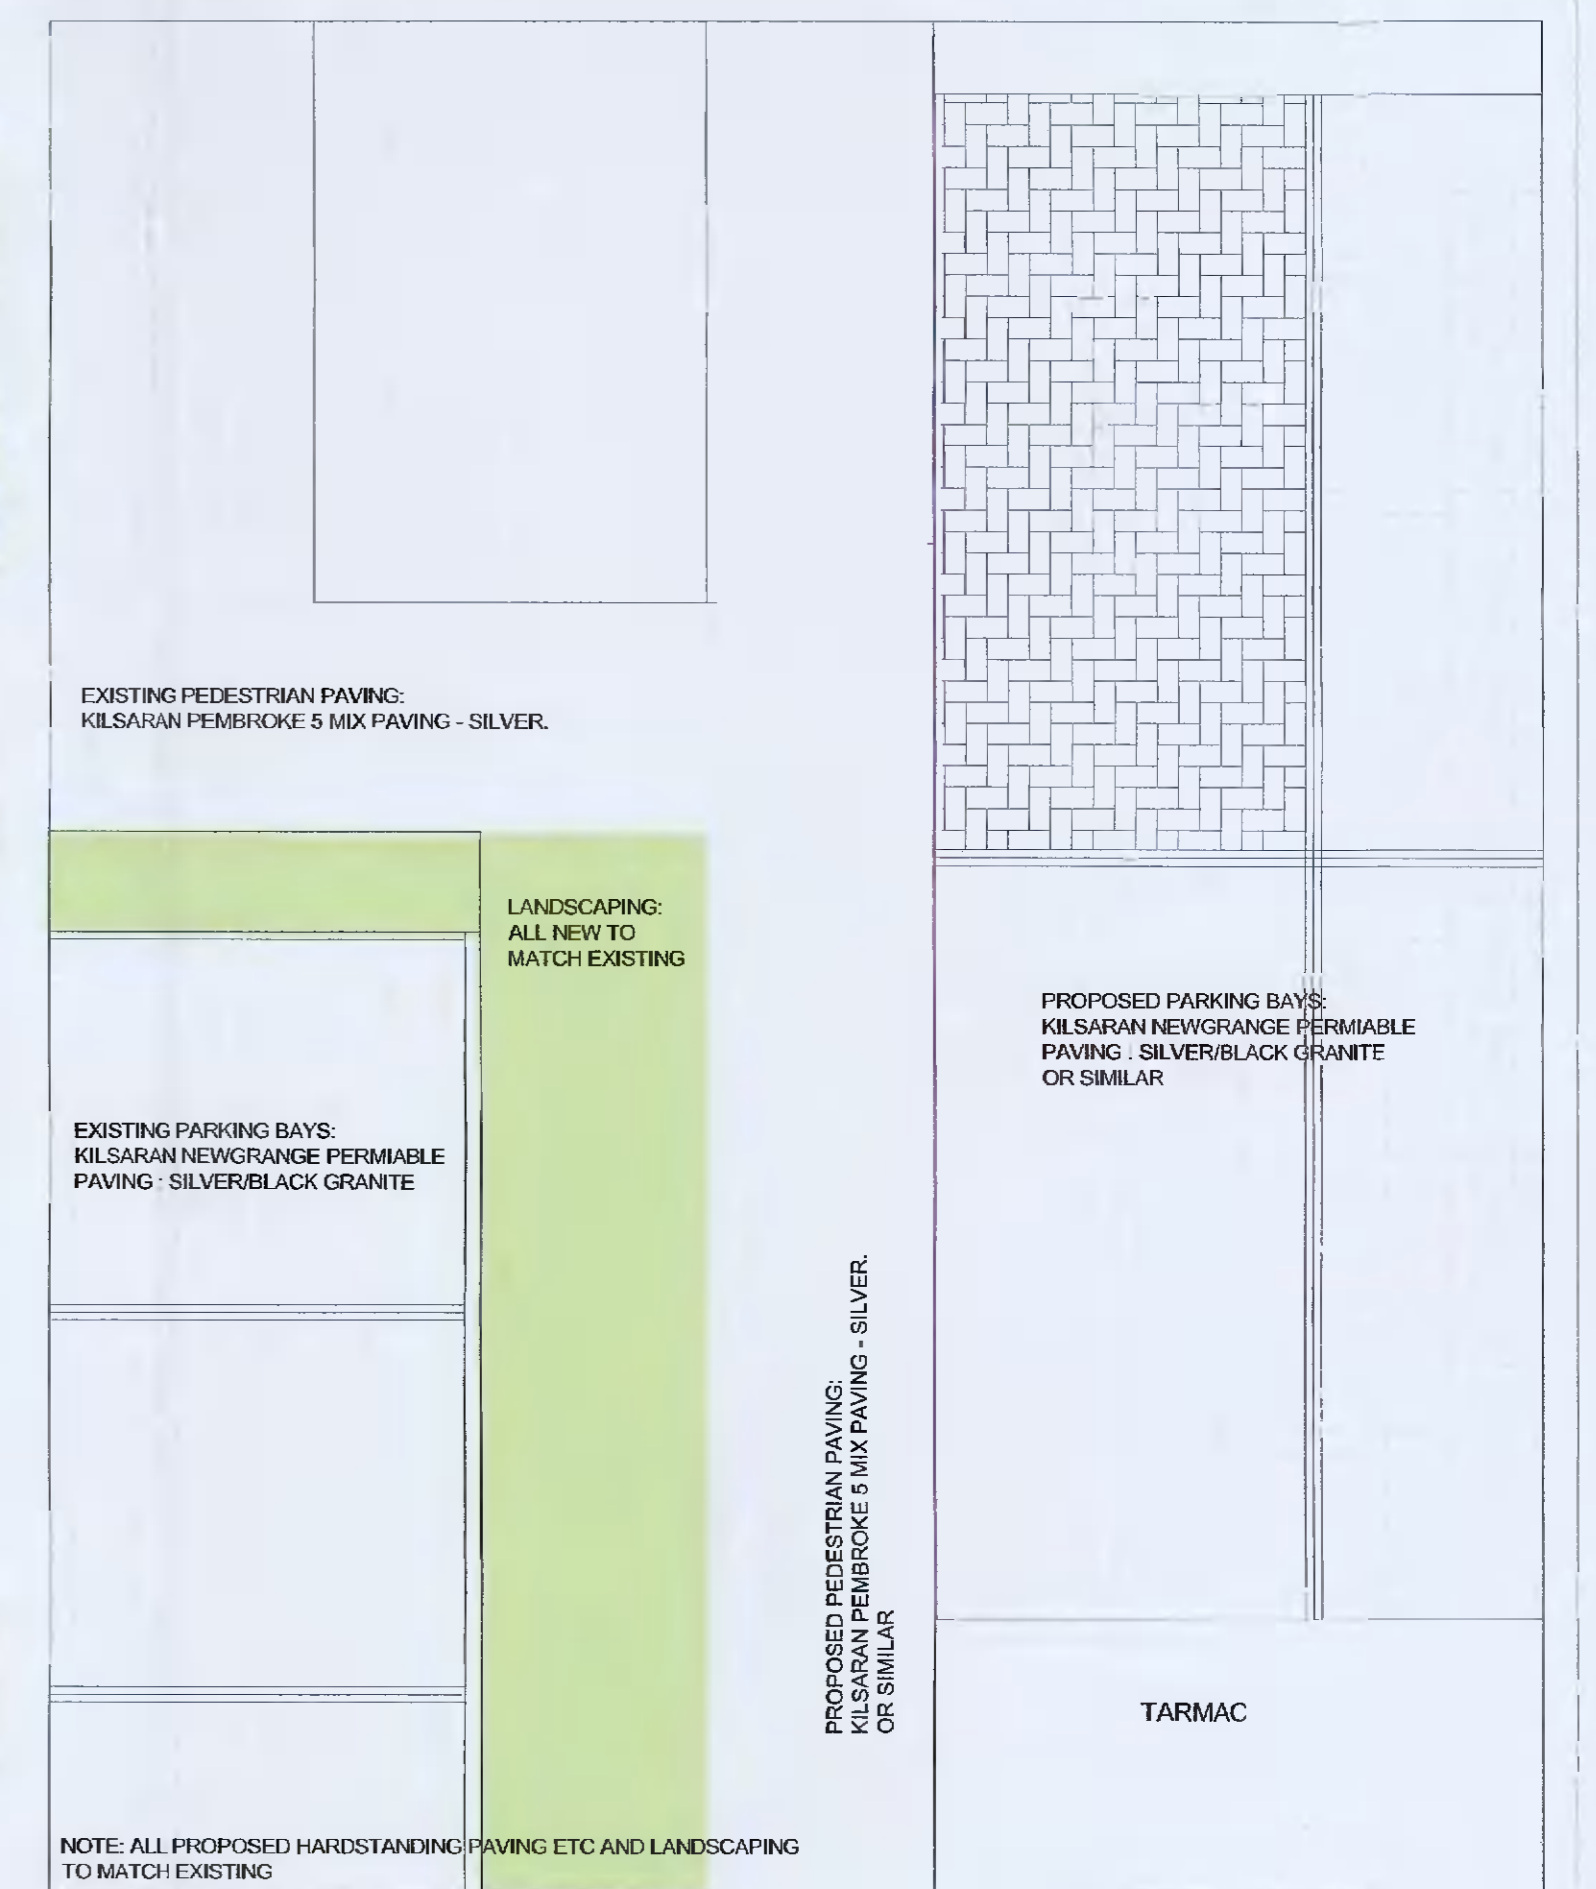 EXISTING PEDESTRIAN PAVING:
KILSARAN PEMBROKE 5 MIX PAVING - SILVER.
LANDSCAPING:
ALL NEW TO
MATCH EXISTING
EXISTING PARKING BAYS:
KILSARAN NEWGRANGE PERMIABLE
PAVING : SILVER/BLACK GRANITE
PROPOSED PARKING BAYS:
KILSARAN NEWGRANGE PERMIABLE
PAVING : SILVER/BLACK GRANITE
OR SIMILAR
PROPOSED PEDESTRIAN PAVING:
KILSARAN PEMBROKE 5 MIX PAVING - SILVER.
OR SIMILAR
TARMAC
NOTE: ALL PROPOSED HARDSTANDING PAVING ETC AND LANDSCAPING
TO MATCH EXISTING